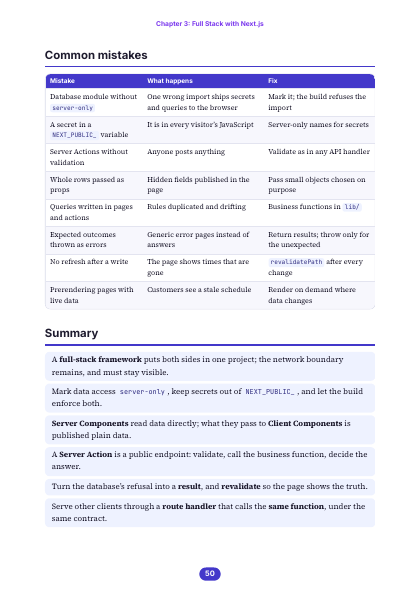 Chapter 3: Full Stack with Next.js
Common mistakes
Mistake What happens Fix
Database module without One wrong import ships secrets Mark it; the build refuses the
server-only and queries to the browser import
A secret in a It is in every visitor's JavaScript Server-only names for secrets
NEXT_PUBLIC_ variable
Server Actions without Anyone posts anything Validate as in any API handler
validation
Whole rows passed as Hidden fields published in the Pass small objects chosen on
props page purpose
Queries written in pages Rules duplicated and drifting Business functions in lib/
and actions
Expected outcomes Generic error pages instead of Return results; throw only for
thrown as errors answers the unexpected
No refresh after a write The page shows times that are revalidatePath after every
gone change
Prerendering pages with Customers see a stale schedule Render on demand where
live data data changes
Summary
A full-stack framework puts both sides in one project; the network boundary
remains, and must stay visible.
Mark data access server-only , keep secrets out of NEXT_PUBLIC_ , and let the build
enforce both.
Server Components read data directly; what they pass to Client Components is
published plain data.
A Server Action is a public endpoint: validate, call the business function, decide the
answer.
Turn the database's refusal into a result, and revalidate so the page shows the truth.
Serve other clients through a route handler that calls the same function, under the
same contract.
50